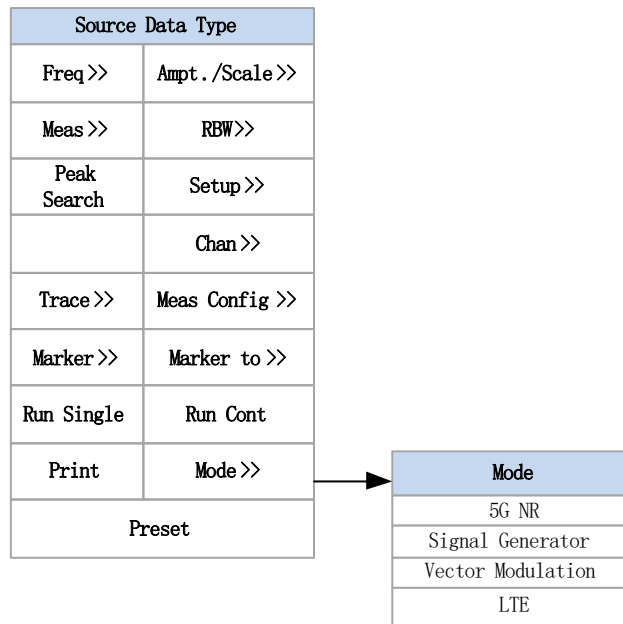 Source Data Type
Freq>> Ampt./Scale>>
Meas>> RBW>>
Peak
Search
Setup>>
Chan>>
Trace>> Meas Config >>
Marker>> Marker to >>
Run Single Run Cont
Print Mode>>
Preset
Mode
5G NR
Signal Generator
Vector Modulation
LTE